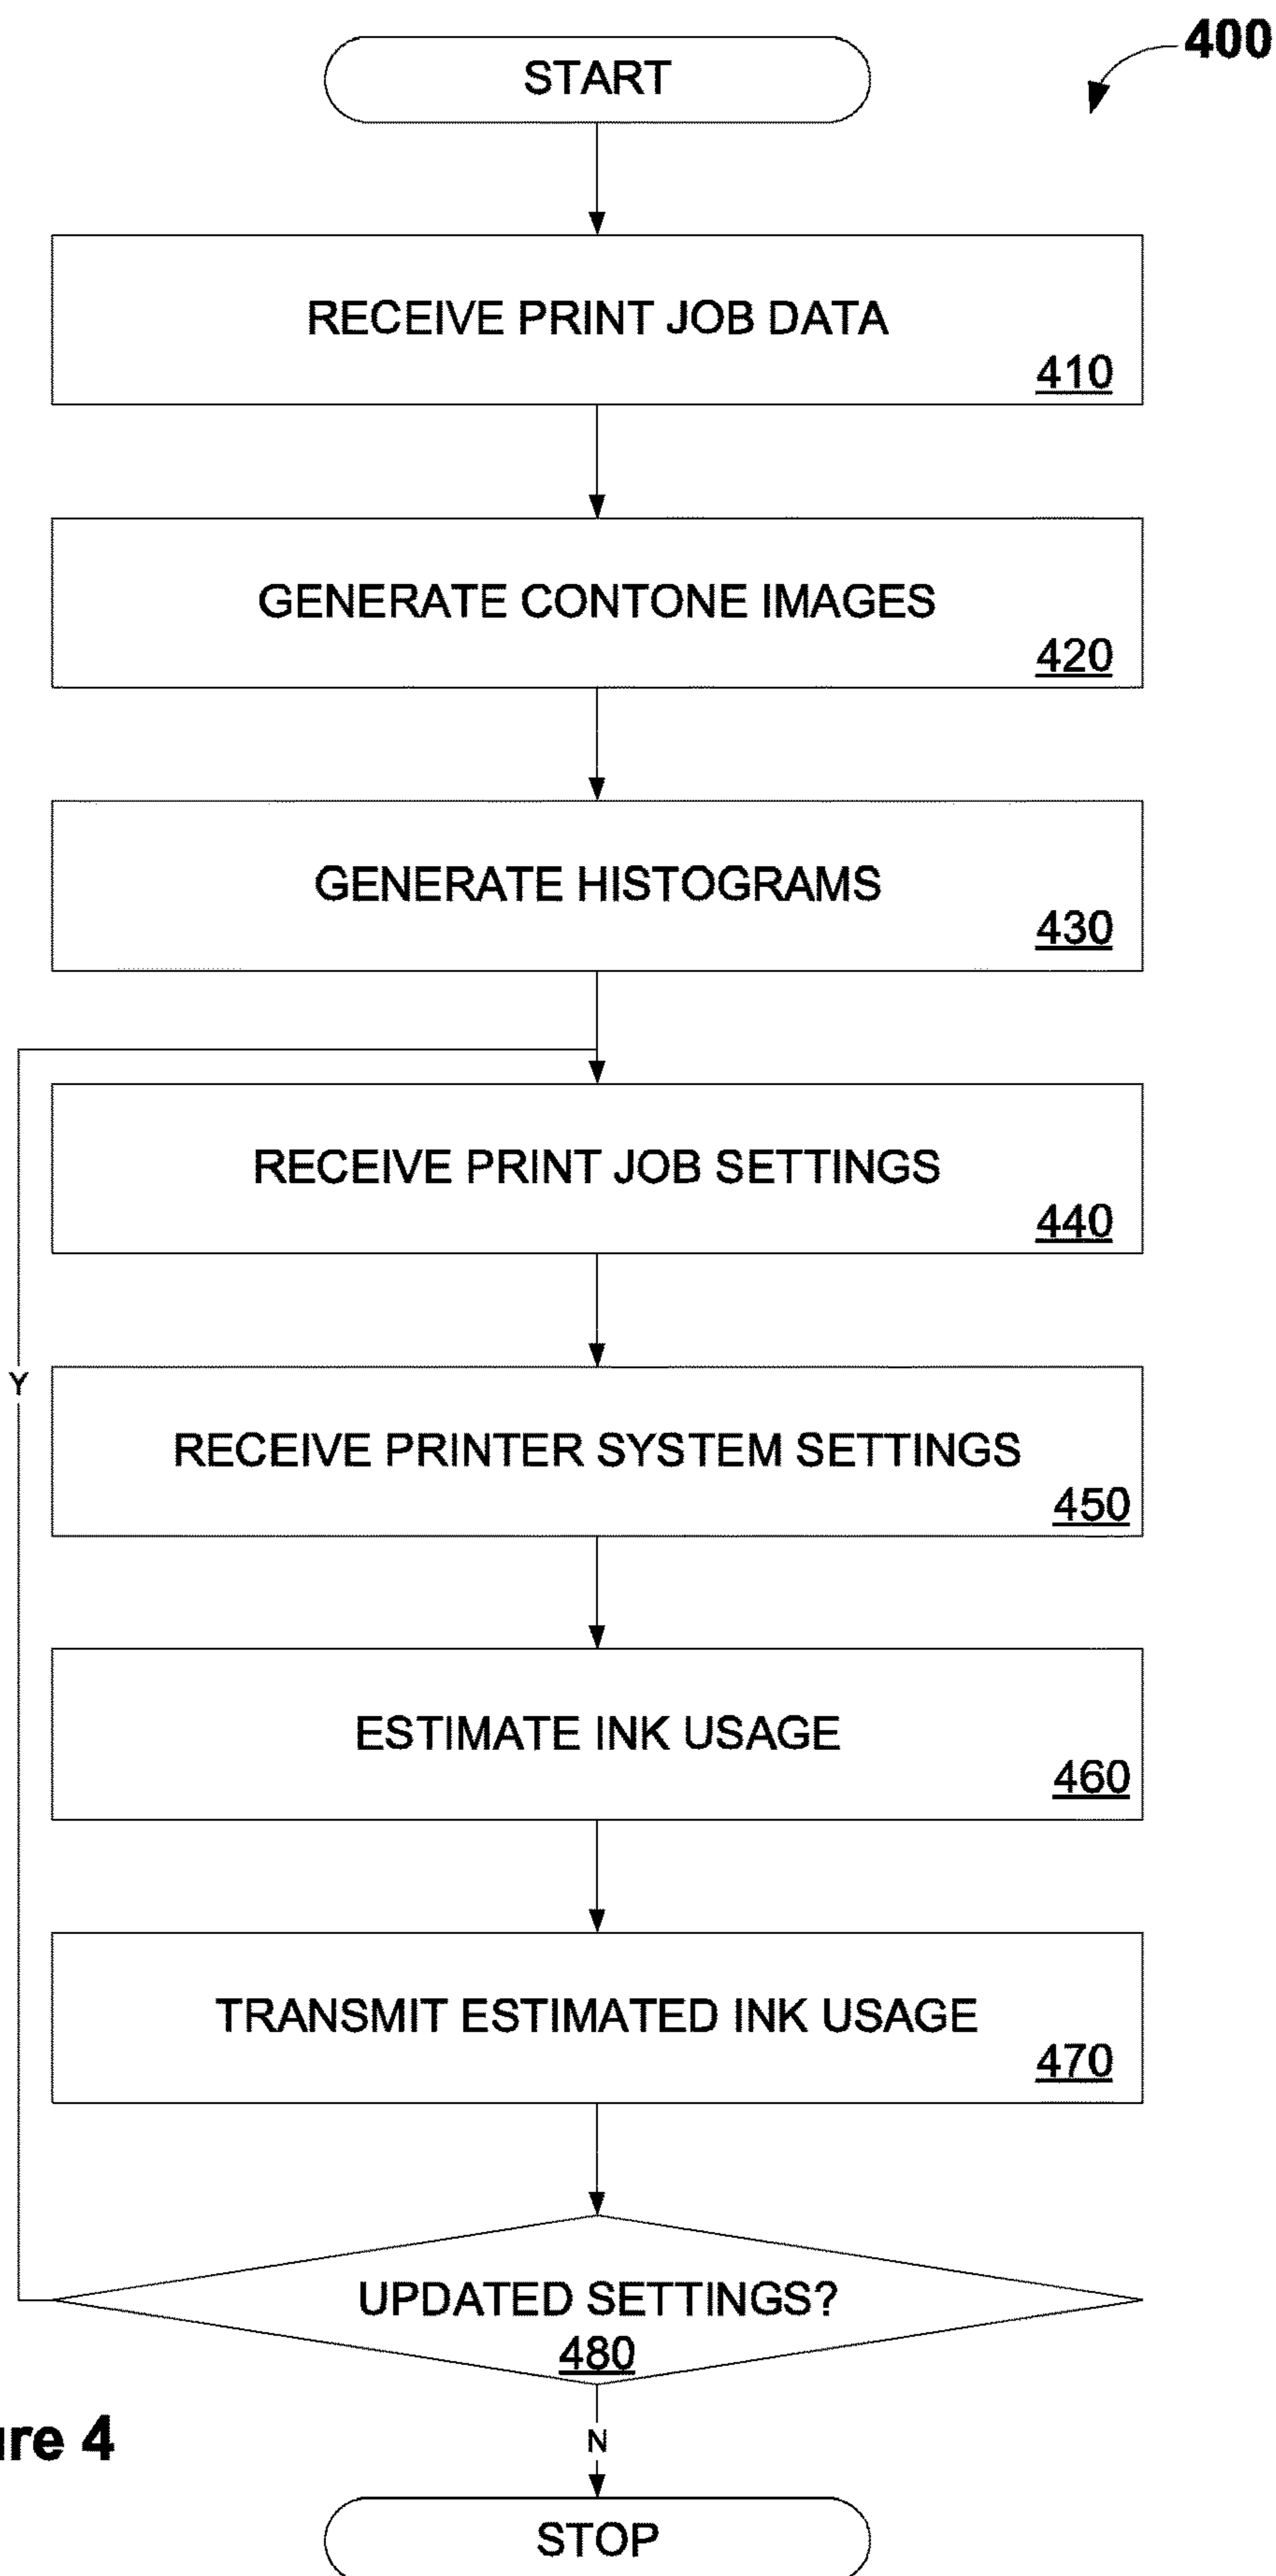 400
START
RECEIVE PRINT JOB DATA
410
GENERATE CONTONE IMAGES
420
GENERATE HISTOGRAMS
430
RECEIVE PRINT JOB SETTINGS
440
Y
RECEIVE PRINTER SYSTEM SETTINGS
450
ESTIMATE INK USAGE
460
TRANSMIT ESTIMATED INK USAGE
470
UPDATED SETTINGS?
480
ure 4
N
STOP